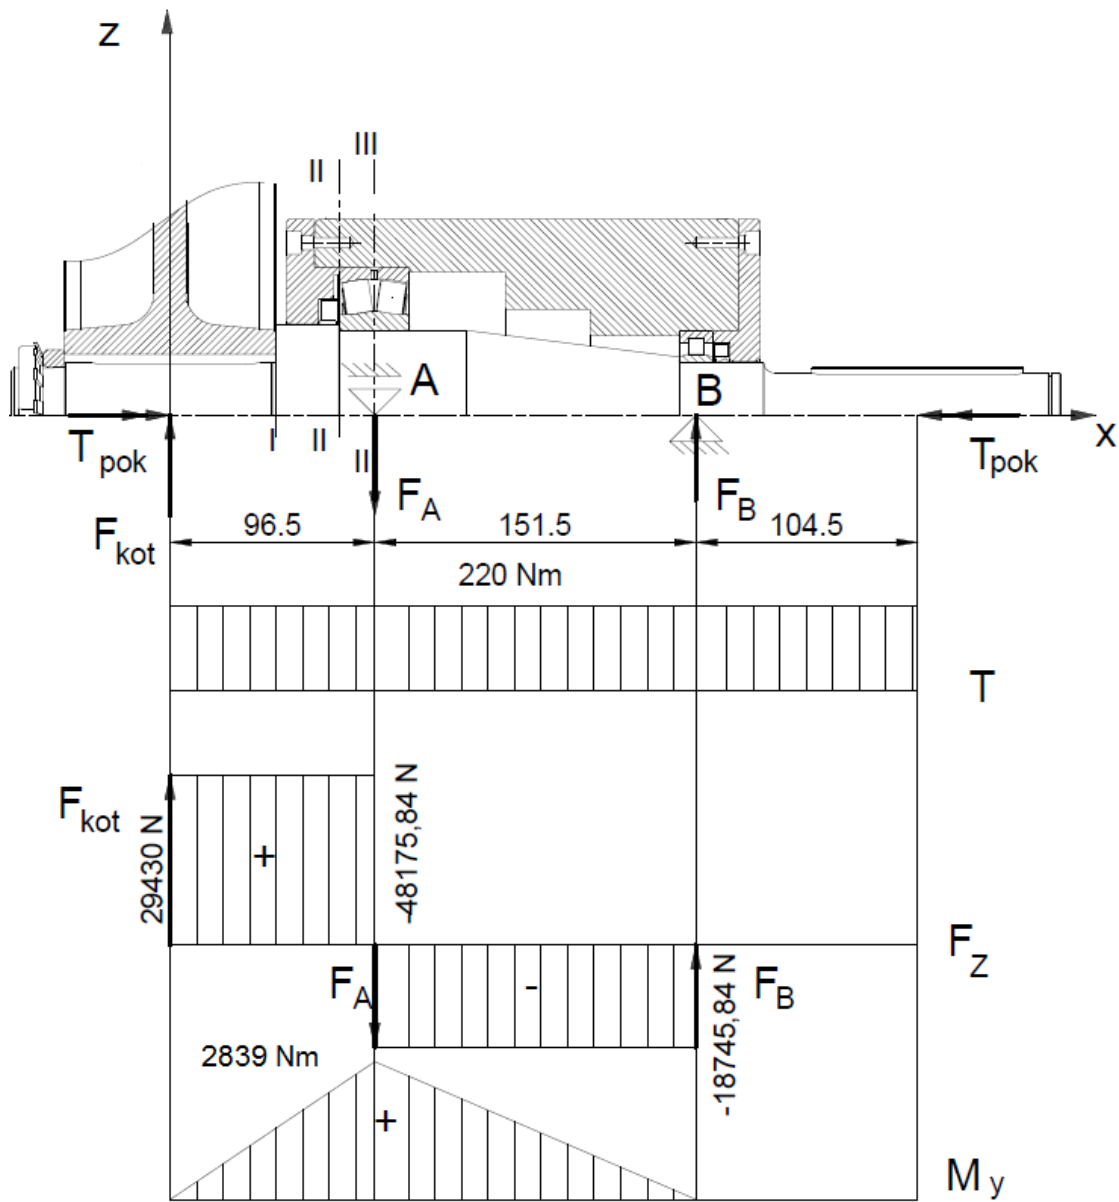 z
III
II
A
B
I
II
II
x
T pok
Tpok
F kot
F A
F B
96.5
151.5
104.5
220 Nm
T
F kot
29430 N
+
-48175,84 N
F Z
F A
-
F B
-18745,84 N
2839 Nm
+
M y